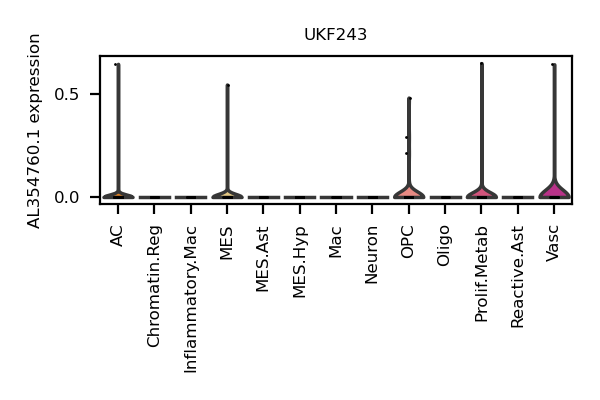 UKF243
AL354760.1 expression
0.5
0.0
AC
Chromatin.Reg
Inflammatory.Mac
MES
MES.Ast
MES.Hyp
Mac
Neuron
OPC
Oligo
Prolif.Metab
Reactive.Ast
Vasc